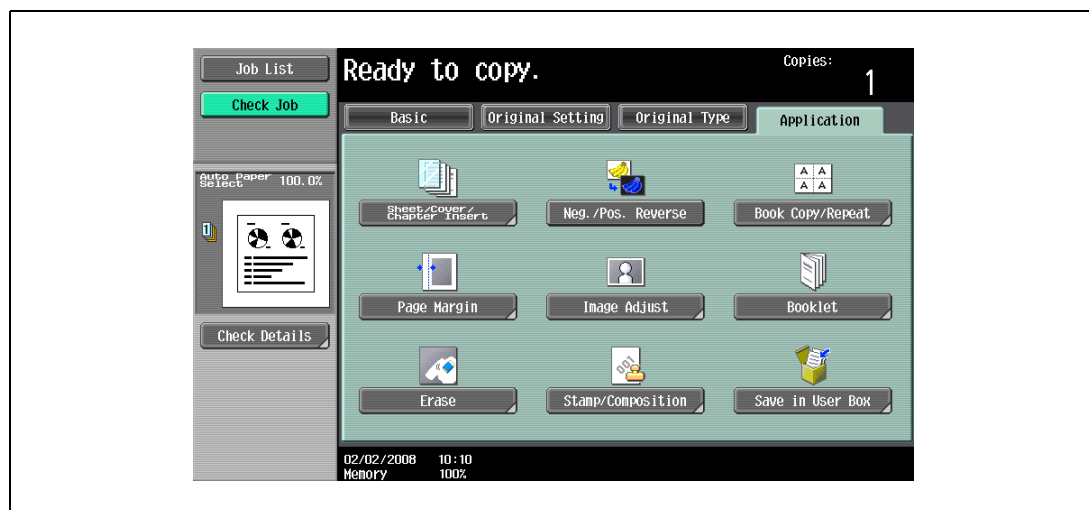 Job List
Check Job
Ready to copy.
Copies:
1
Basic
Original Setting
Original Type
Application
Auto Paper
Select
100.0%
1
Sheet/Cover/
Chapter Insert
Neg./Pos. Reverse
A A
A A
Book Copy/Repeat
Page Margin
Image Adjust
Booklet
Check Details
Erase
001
Stamp/Composition
Save in User Box
02/02/2008 10:10
Memory 100%